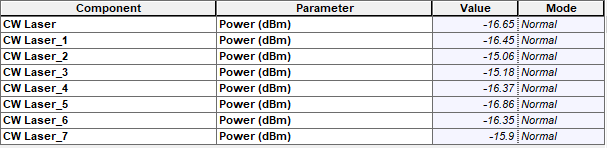 Component Parameter Value Mode
CW Laser Power (dBm) -16.65 Normal
CW Laser_1 Power (dBm) -16.45 Normal
CW Laser_2 Power (dBm) -15.06 Normal
CW Laser_3 Power (dBm) -15.18 Normal
CW Laser_4 Power (dBm) -16.37 Normal
CW Laser_5 Power (dBm) -16.86 Normal
CW Laser_6 Power (dBm) -16.35 Normal
CW Laser_7 Power (dBm) -15.9 Normal